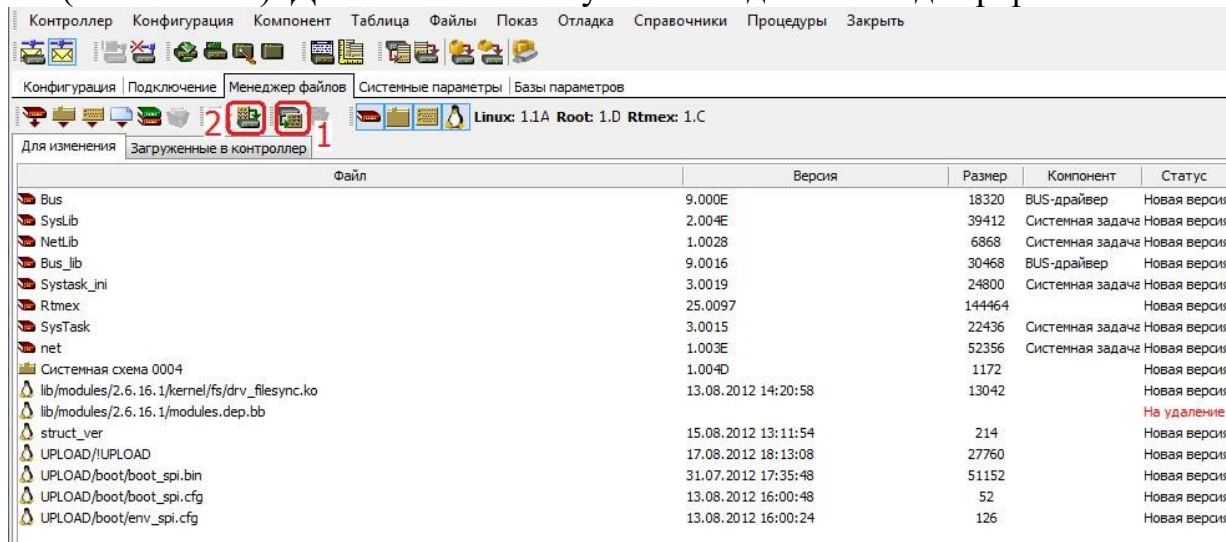 Контроллер Конфигурация Компонент Таблица Файлы Показ Отладка Справочники Процедуры Закрыть
Конфигурация Подключение Менеджер файлов Системные параметры Базы параметров
2 1 Linux: 1.1A Root: 1.D Rtmex: 1.C
Для изменения Загруженные в контроллер
Файл Версия Размер Компонент Статус
Bus 9.000E 18320 BUS-драйвер Новая версия
SysLib 2.004E 39412 Системная задача Новая версия
NetLib 1.0028 6868 Системная задача Новая версия
Bus_lib 9.0016 30468 BUS-драйвер Новая версия
Systask_ini 3.0019 24800 Системная задача Новая версия
Rtmex 25.0097 144464 Новая версия
SysTask 3.0015 22436 Системная задача Новая версия
net 1.003E 52356 Системная задача Новая версия
Системная схема 0004 1.004D 1172 Новая версия
lib/modules/2.6.16.1/kernel/fs/drv_filesync.ko 13.08.2012 14:20:58 13042 Новая версия
lib/modules/2.6.16.1/modules.dep.bb На удаление
struct_ver 15.08.2012 13:11:54 214 Новая версия
UPLOAD/!UPLOAD 17.08.2012 18:13:08 27760 Новая версия
UPLOAD/boot/boot_spi.bin 31.07.2012 17:35:48 51152 Новая версия
UPLOAD/boot/boot_spi.cfg 13.08.2012 16:00:48 52 Новая версия
UPLOAD/boot/env_spi.cfg 13.08.2012 16:00:24 126 Новая версия